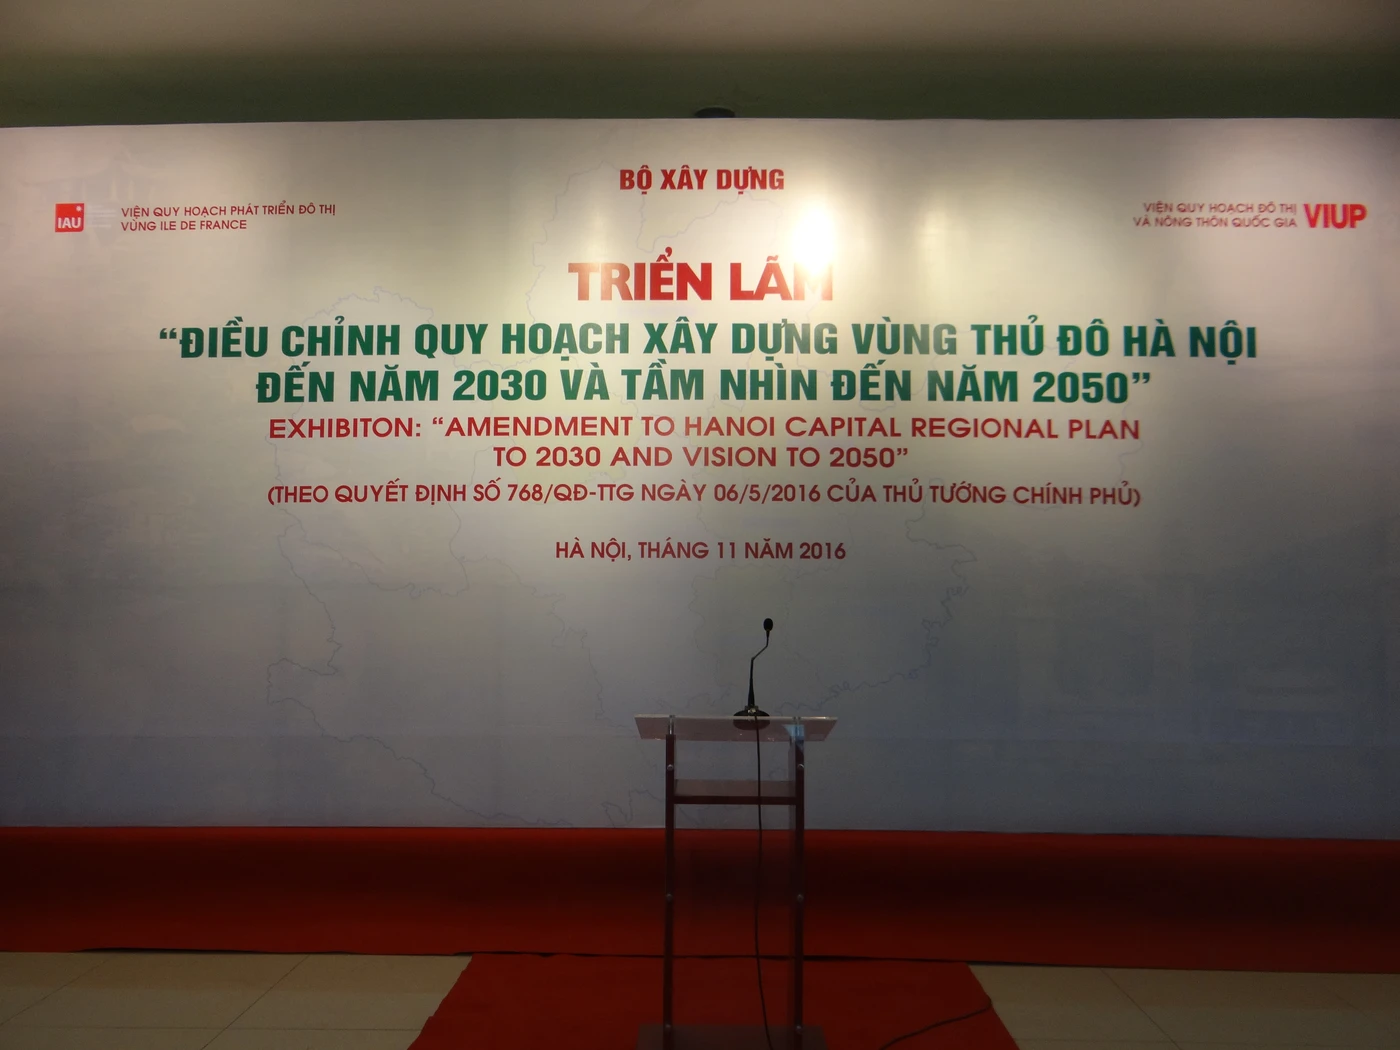 BỘ XÂY DỰNG
IAU
VIỆN QUY HOẠCH PHÁT TRIỂN ĐÔ THỊ
VÙNG ILE DE FRANCE
VIỆN QUY HOẠCH ĐÔ THỊ
VÀ NÔNG THÔN QUỐC GIA
VIUP
TRIỂN LÃM
“ĐIỀU CHỈNH QUY HOẠCH XÂY DỰNG VÙNG THỦ ĐÔ HÀ NỘI
ĐẾN NĂM 2030 VÀ TẦM NHÌN ĐẾN NĂM 2050”
EXHIBITON: “AMENDMENT TO HANOI CAPITAL REGIONAL PLAN
TO 2030 AND VISION TO 2050”
(THEO QUYẾT ĐỊNH SỐ 768/QĐ-TTG NGÀY 06/5/2016 CỦA THỦ TƯỚNG CHÍNH PHỦ)
HÀ NỘI, THÁNG 11 NĂM 2016